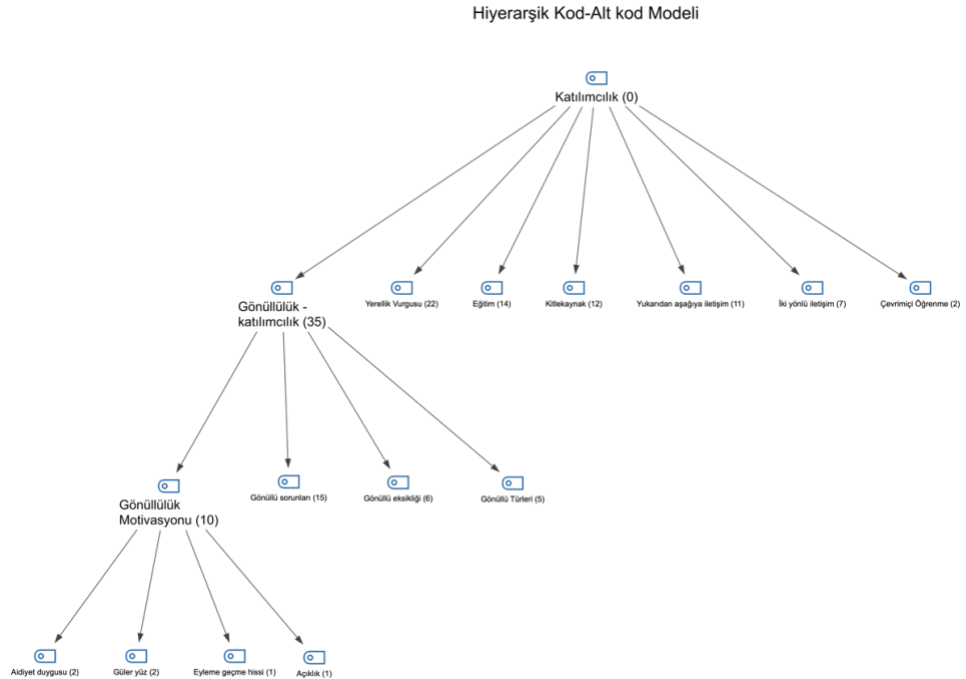 Hiyerarşik Kod-Alt kod Modeli
Katılımcılık (0)
Gönüllülük -
katılımcılık (35)
Yerellik Vurgusu (22)
Eğitim (14)
Kitlekaynak (12)
Yukarıdan aşağıya iletişim (11)
İki yönlü iletişim (7)
Çevrimiçi Öğrenme (2)
Gönüllülük
Motivasyonu (10)
Gönüllü sorunları (15)
Gönüllü eksikliği (6)
Gönüllü Türleri (5)
Aidiyet duygusu (2)
Güler yüz (2)
Eyleme geçme hissi (1)
Açıklık (1)